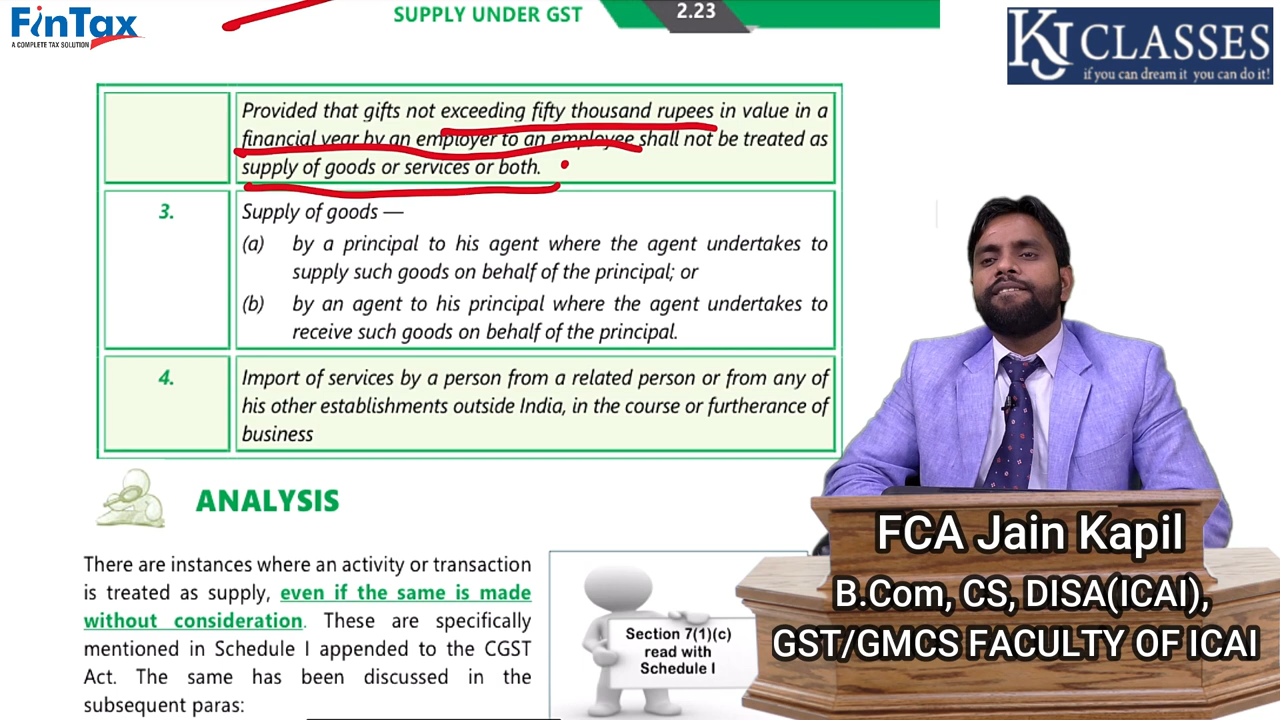 FinTax
A COMPLETE TAX SOLUTION
SUPPLY UNDER GST
2.23
KJ CLASSES
if you can dream it you can do it!
Provided that gifts not exceeding fifty thousand rupees in value in a
financial year by an employer to an employee shall not be treated as
supply of goods or services or both.
3.
Supply of goods —
(a) by a principal to his agent where the agent undertakes to
supply such goods on behalf of the principal; or
(b) by an agent to his principal where the agent undertakes to
receive such goods on behalf of the principal.
4.
Import of services by a person from a related person or from any of
his other establishments outside India, in the course or furtherance of
business
ANALYSIS
There are instances where an activity or transaction
is treated as supply, even if the same is made
without consideration. These are specifically
mentioned in Schedule I appended to the CGST
Act. The same has been discussed in the
subsequent paras:
Section 7(1)(c)
read with
Schedule I
FCA Jain Kapil
B.Com, CS, DISA(ICAI),
GST/GMCS FACULTY OF ICAI